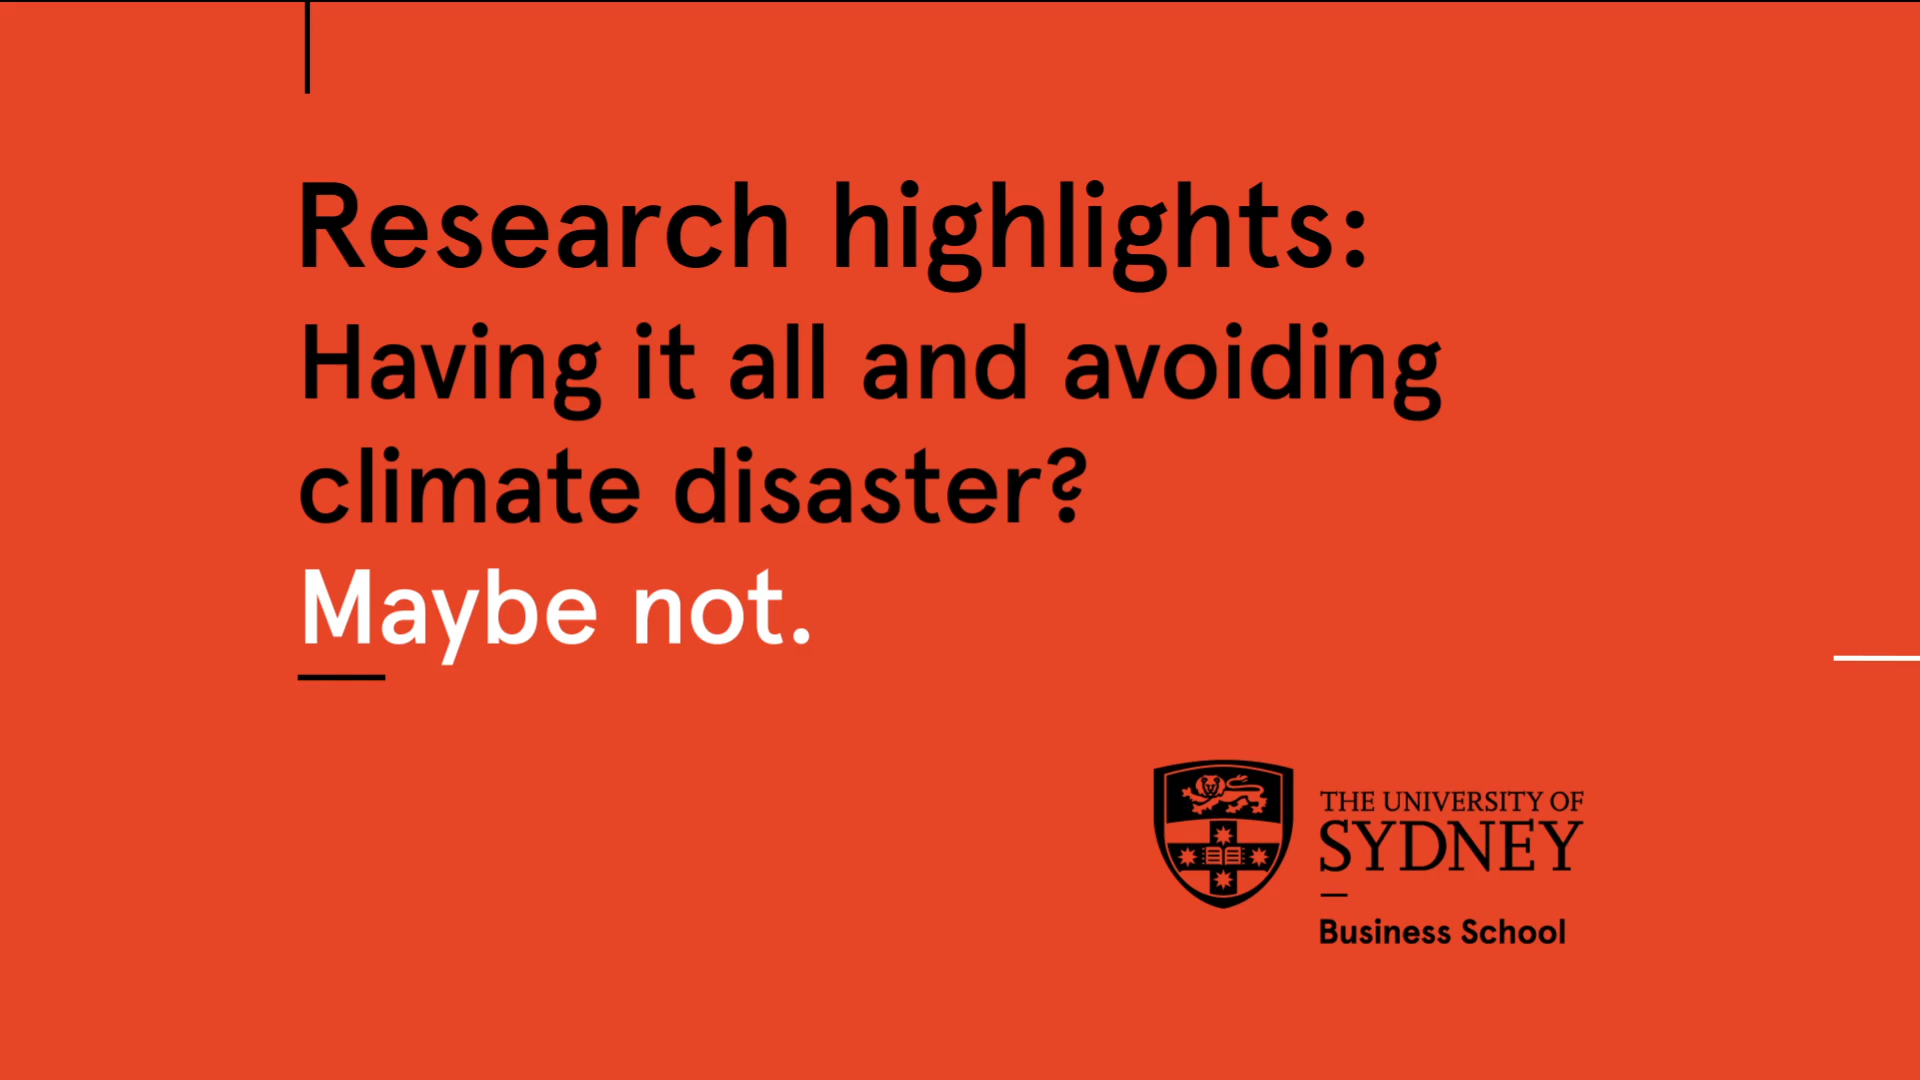 Research highlights:
Having it all and avoiding
climate disaster?
Maybe not.
THE UNIVERSITY OF
SYDNEY
Business School